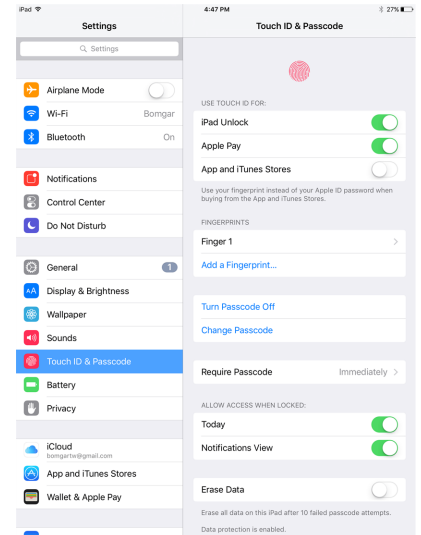 iPad
4:47 PM
27%
Settings
Touch ID & Passcode
Settings
Airplane Mode
Wi-Fi
Bomgar
Bluetooth
On
Notifications
Control Center
Do Not Disturb
General
1
AA
Display & Brightness
Wallpaper
Sounds
Touch ID & Passcode
Battery
Privacy
iCloud
bomgartw@gmail.com
App and iTunes Stores
Wallet & Apple Pay
USE TOUCH ID FOR:
iPad Unlock
Apple Pay
App and iTunes Stores
Use your fingerprint instead of your Apple ID password when
buying from the App and iTunes Stores.
FINGERPRINTS
Finger 1
Add a Fingerprint...
Turn Passcode Off
Change Passcode
Require Passcode
Immediately
ALLOW ACCESS WHEN LOCKED:
Today
Notifications View
Erase Data
Erase all data on this iPad after 10 failed passcode attempts.
Data protection is enabled.